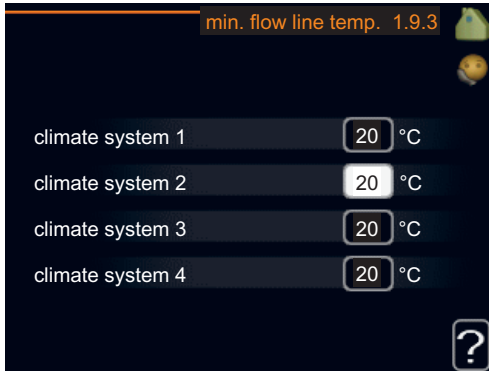 min. flow line temp. 1.9.3
climate system 1 20 °C
climate system 2 20 °C
climate system 3 20 °C
climate system 4 20 °C
?